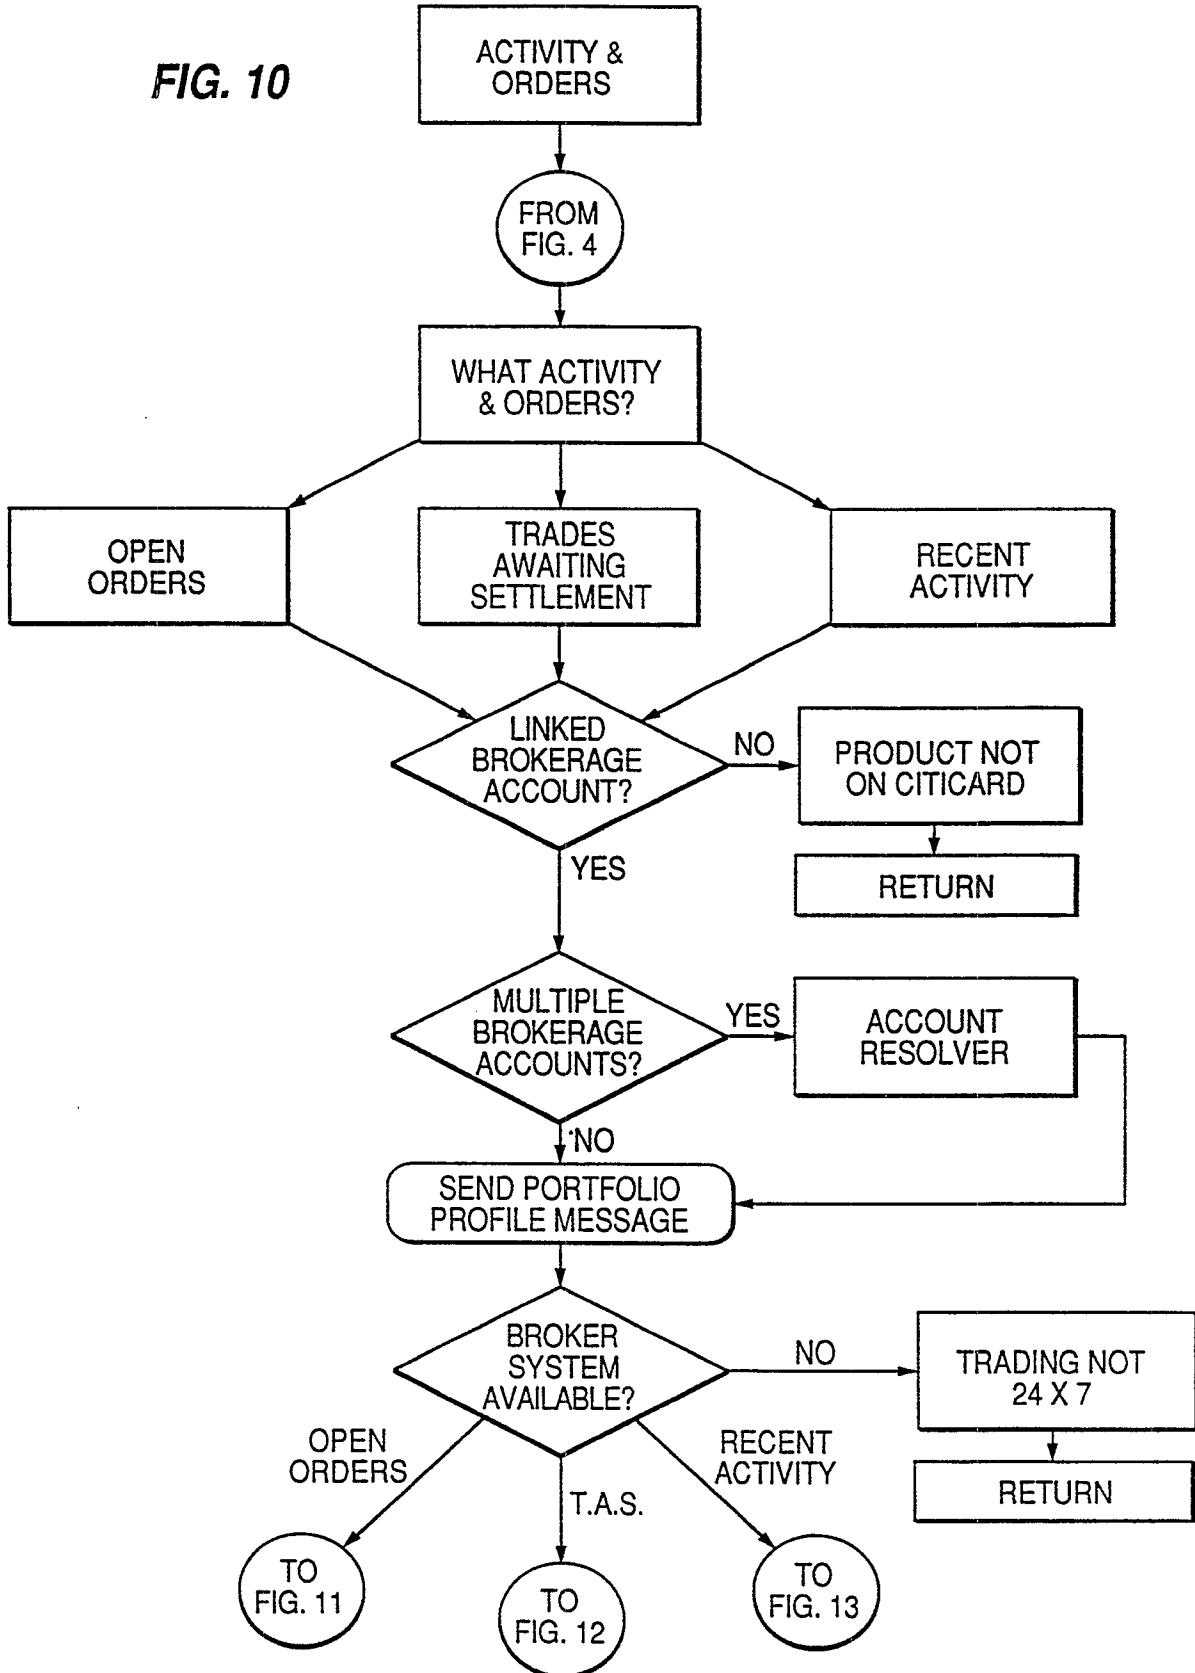 FIG. 10
ACTIVITY &
ORDERS
FROM
FIG. 4
WHAT ACTIVITY
& ORDERS?
OPEN
ORDERS
TRADES
AWAITING
SETTLEMENT
RECENT
ACTIVITY
LINKED
BROKERAGE
ACCOUNT?
NO
PRODUCT NOT
ON CITICARD
RETURN
YES
MULTIPLE
BROKERAGE
ACCOUNTS?
YES
ACCOUNT
RESOLVER
NO
SEND PORTFOLIO
PROFILE MESSAGE
BROKER
SYSTEM
AVAILABLE?
NO
TRADING NOT
24 X 7
RETURN
OPEN
ORDERS
T.A.S.
RECENT
ACTIVITY
TO
FIG. 11
TO
FIG. 12
TO
FIG. 13